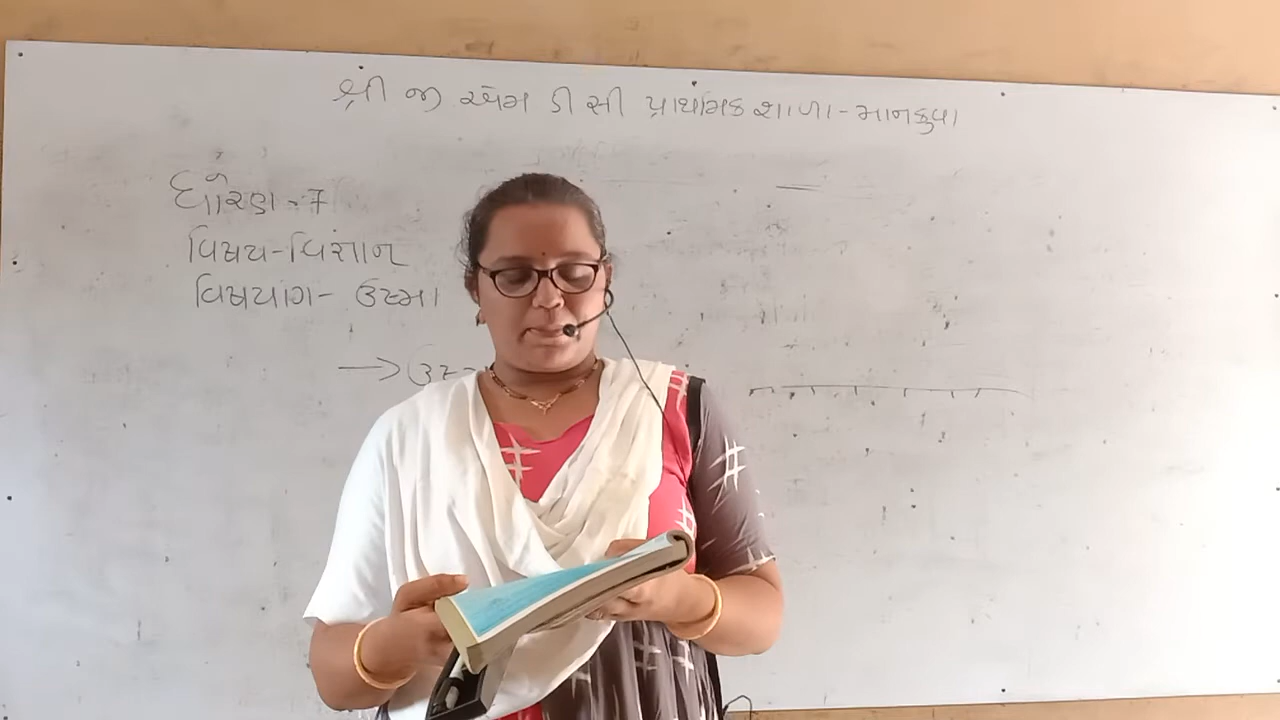 શ્રી જી એમ ડી સી પ્રાથમિક શાળા - માનકુવા
ધોરણ - 7
વિષય - વિજ્ઞાન
વિષયાંગ - ઉષ્મા
→